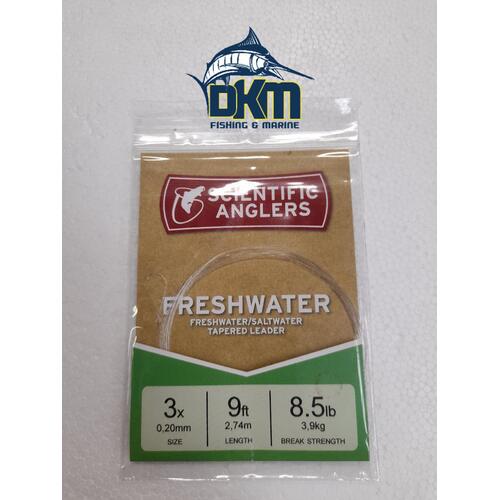 DKM
FISHING & MARINE
SCIENTIFIC
ANGLERS
FRESHWATER
FRESHWATER/SALTWATER
TAPERED LEADER
3x 9ft 8.5lb
0,20mm 2,74m 3,9kg
SIZE LENGTH BREAK STRENGTH